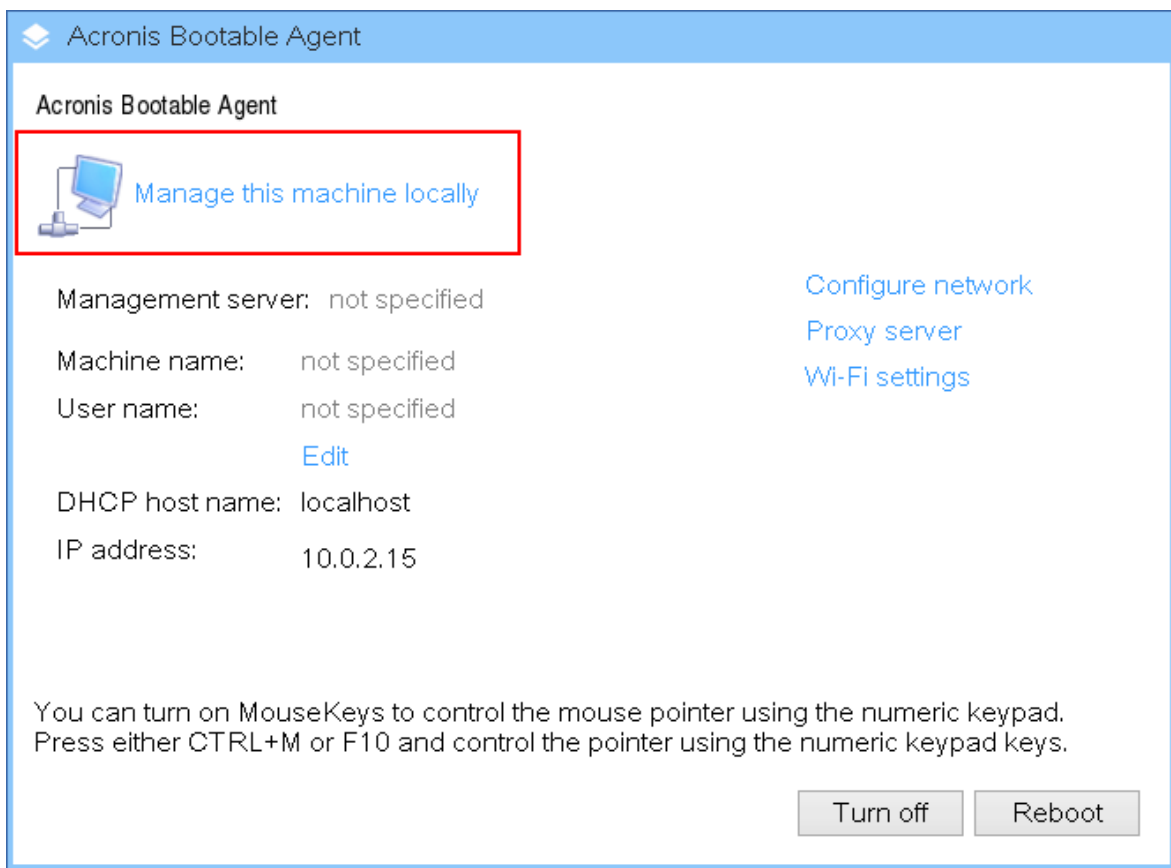 Acronis Bootable Agent
Acronis Bootable Agent
Manage this machine locally
Management server: not specified
Machine name: not specified
User name: not specified
Edit
DHCP host name: localhost
IP address: 10.0.2.15
Configure network
Proxy server
Wi-Fi settings
You can turn on MouseKeys to control the mouse pointer using the numeric keypad.
Press either CTRL+M or F10 and control the pointer using the numeric keypad keys.
Turn off
Reboot